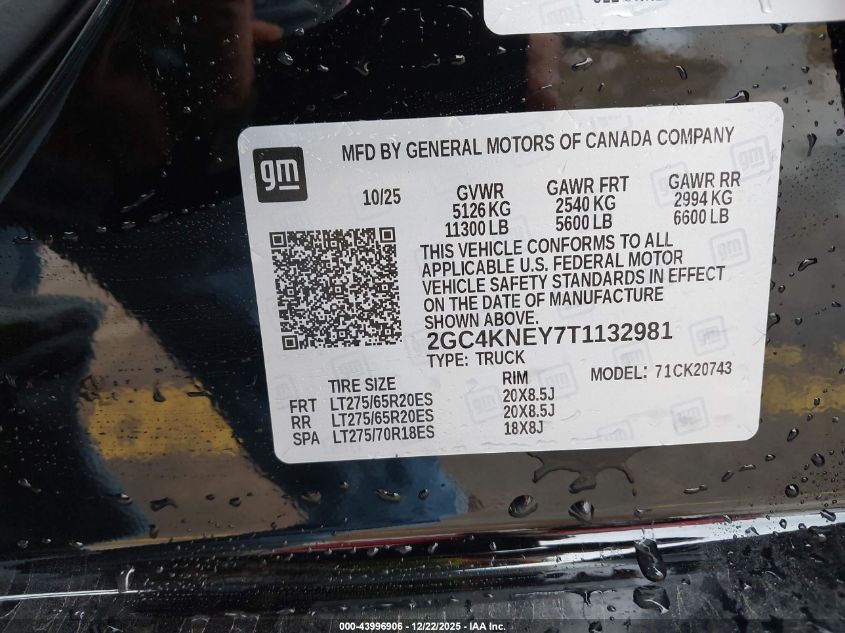 gm
MFD BY GENERAL MOTORS OF CANADA COMPANY
10/25
GVWR GAWR FRT GAWR RR
5126 KG 2540 KG 2994 KG
11300 LB 5600 LB 6600 LB
THIS VEHICLE CONFORMS TO ALL
APPLICABLE U.S. FEDERAL MOTOR
VEHICLE SAFETY STANDARDS IN EFFECT
ON THE DATE OF MANUFACTURE
SHOWN ABOVE.
2GC4KNEY7T1132981
TYPE: TRUCK MODEL: 71CK20743
TIRE SIZE RIM
FRT LT275/65R20ES 20X8.5J
RR LT275/65R20ES 20X8.5J
SPA LT275/70R18ES 18X8J
000-43996906 - 12/22/2025 - IAA Inc.